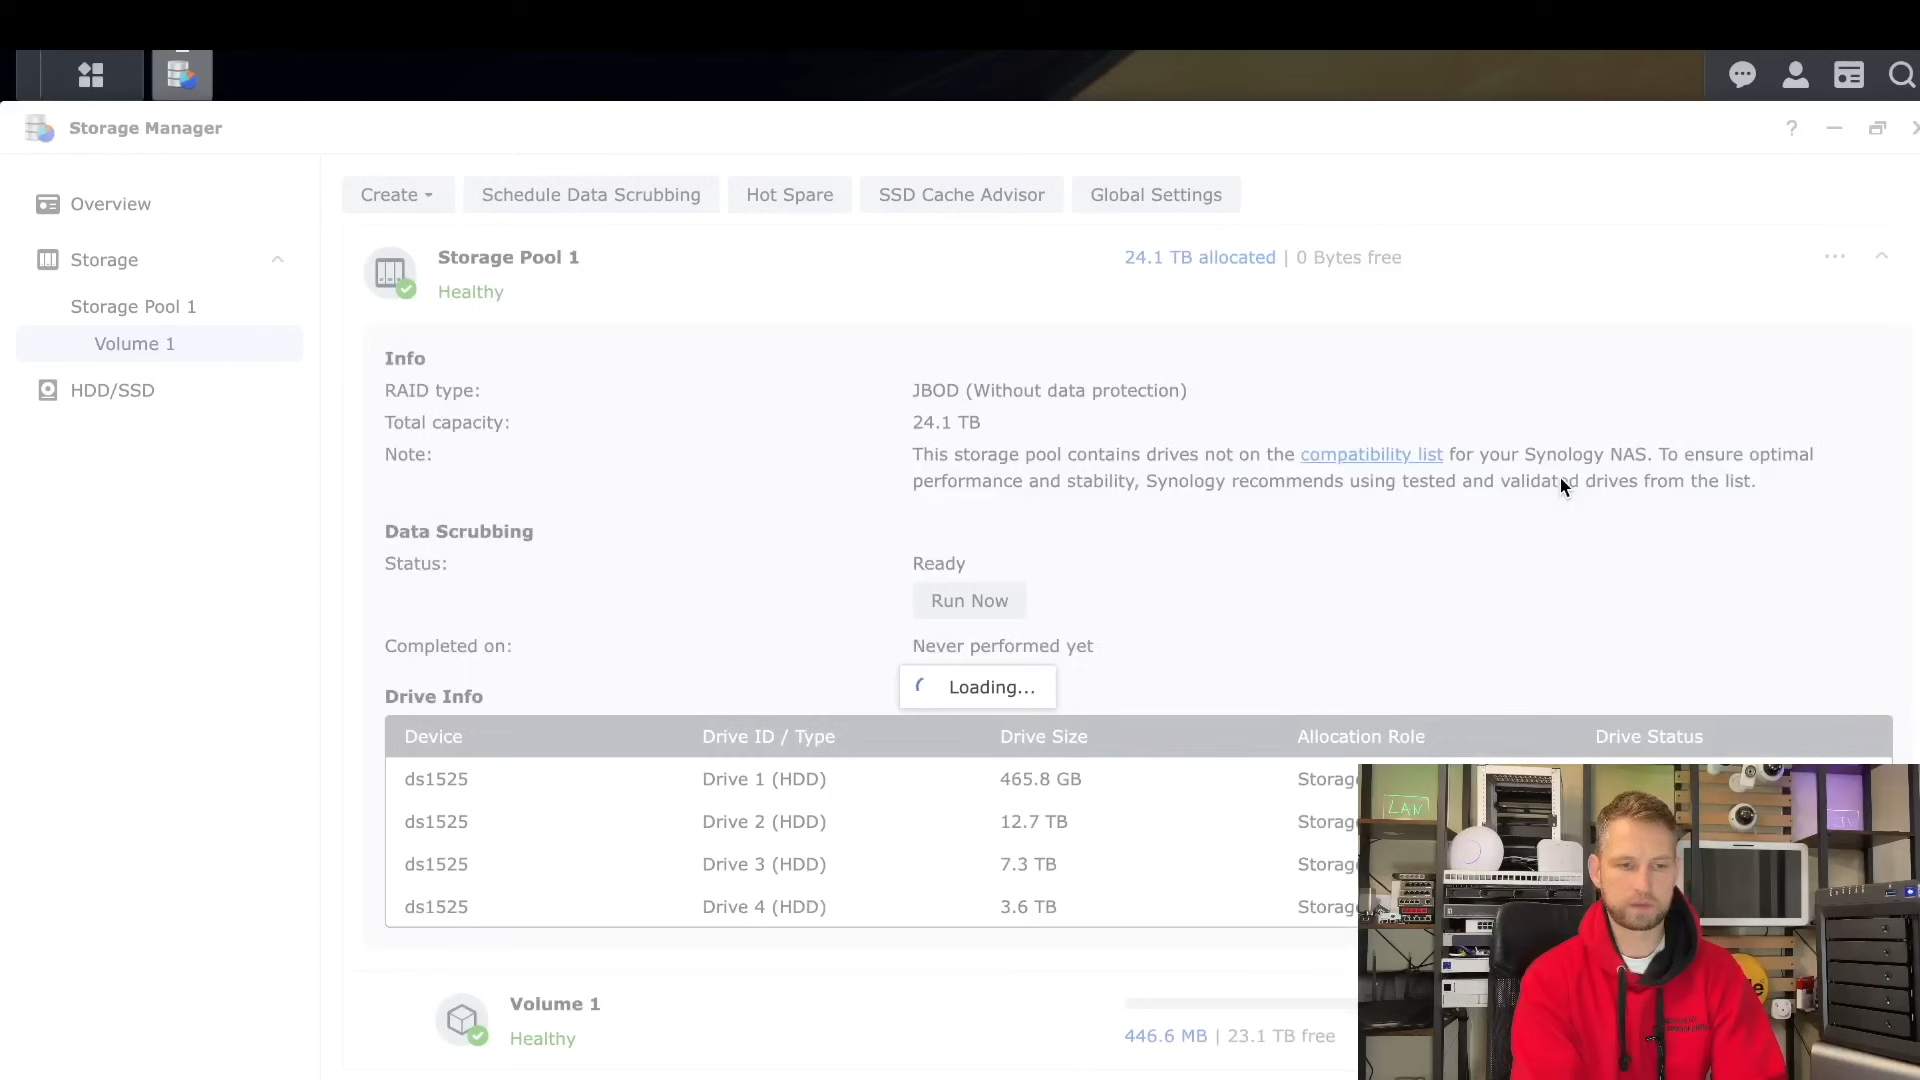 Storage Manager
?
Overview
Storage
Storage Pool 1
Volume 1
HDD/SSD
Create
Schedule Data Scrubbing
Hot Spare
SSD Cache Advisor
Global Settings
Storage Pool 1
24.1 TB allocated | 0 Bytes free
Healthy
Info
RAID type: JBOD (Without data protection)
Total capacity: 24.1 TB
Note: This storage pool contains drives not on the compatibility list for your Synology NAS. To ensure optimal
performance and stability, Synology recommends using tested and validated drives from the list.
Data Scrubbing
Status: Ready
Run Now
Completed on: Never performed yet
Loading...
Drive Info
Device Drive ID / Type Drive Size Allocation Role Drive Status
ds1525 Drive 1 (HDD) 465.8 GB
ds1525 Drive 2 (HDD) 12.7 TB
ds1525 Drive 3 (HDD) 7.3 TB
ds1525 Drive 4 (HDD) 3.6 TB
LAN
Volume 1
Healthy
446.6 MB | 23.1 TB free